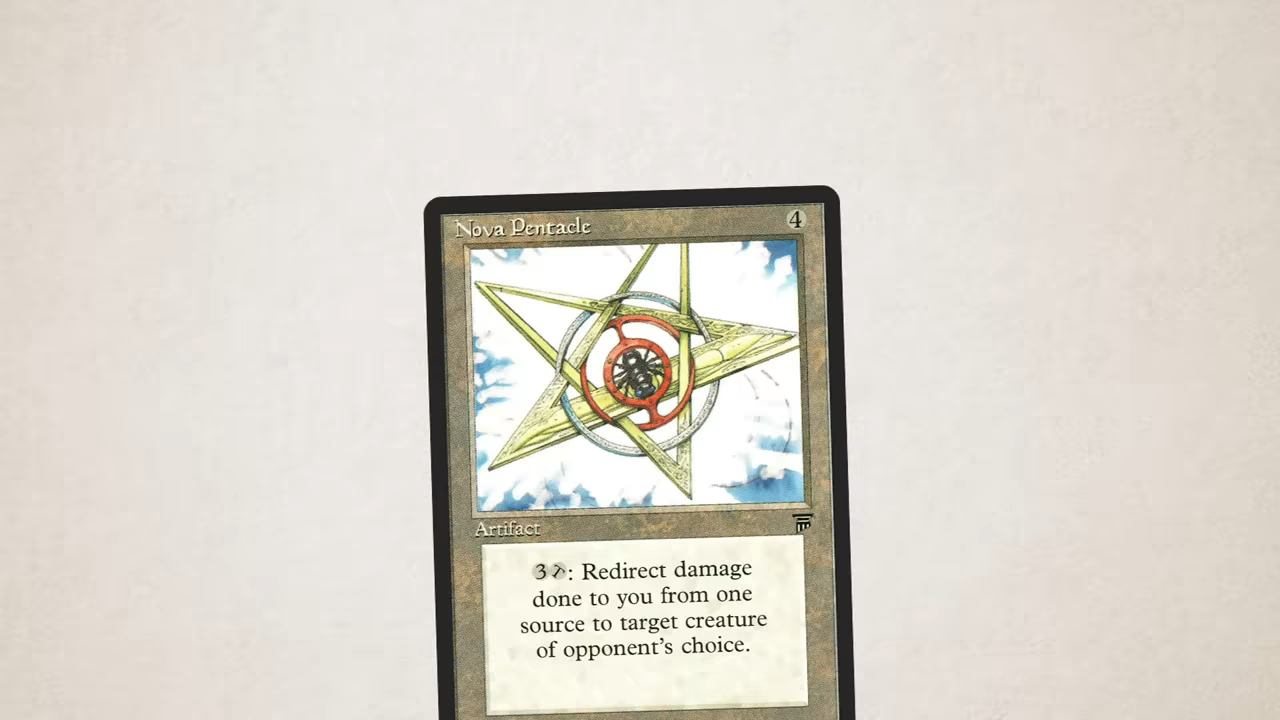 Nova Pentacle 4
Artifact
3: Redirect damage
done to you from one
source to target creature
of opponent's choice.